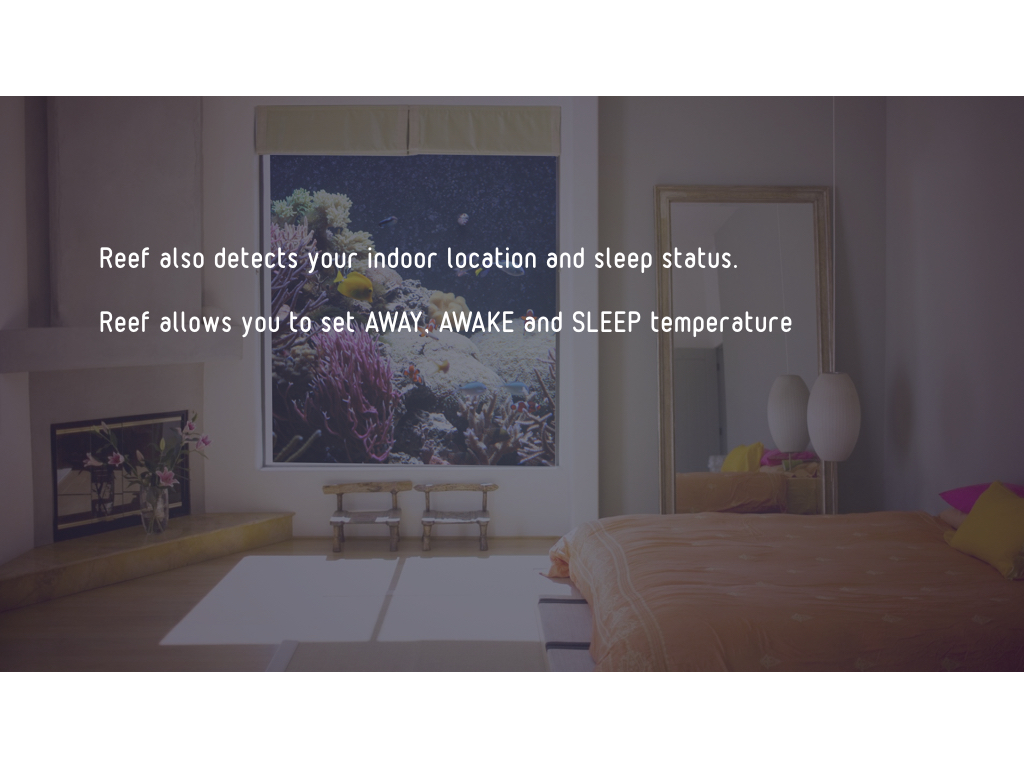 Reef also detects your indoor location and sleep status.
Reef allows you to set AWAY, AWAKE and SLEEP temperature